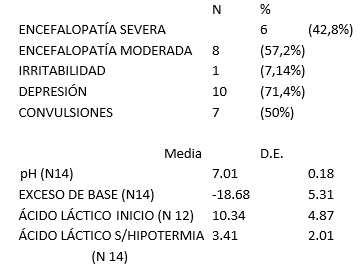 N %
ENCEFALOPATÍA SEVERA 6 (42,8%)
ENCEFALOPATÍA MODERADA 8 (57,2%)
IRRITABILIDAD 1 (7,14%)
DEPRESIÓN 10 (71,4%)
CONVULSIONES 7 (50%)
Media D.E.
pH (N14) 7.01 0.18
EXCESO DE BASE (N14) -18.68 5.31
ÁCIDO LÁCTICO INICIO (N 12) 10.34 4.87
ÁCIDO LÁCTICO S/HIPOTERMIA 3.41 2.01
(N 14)